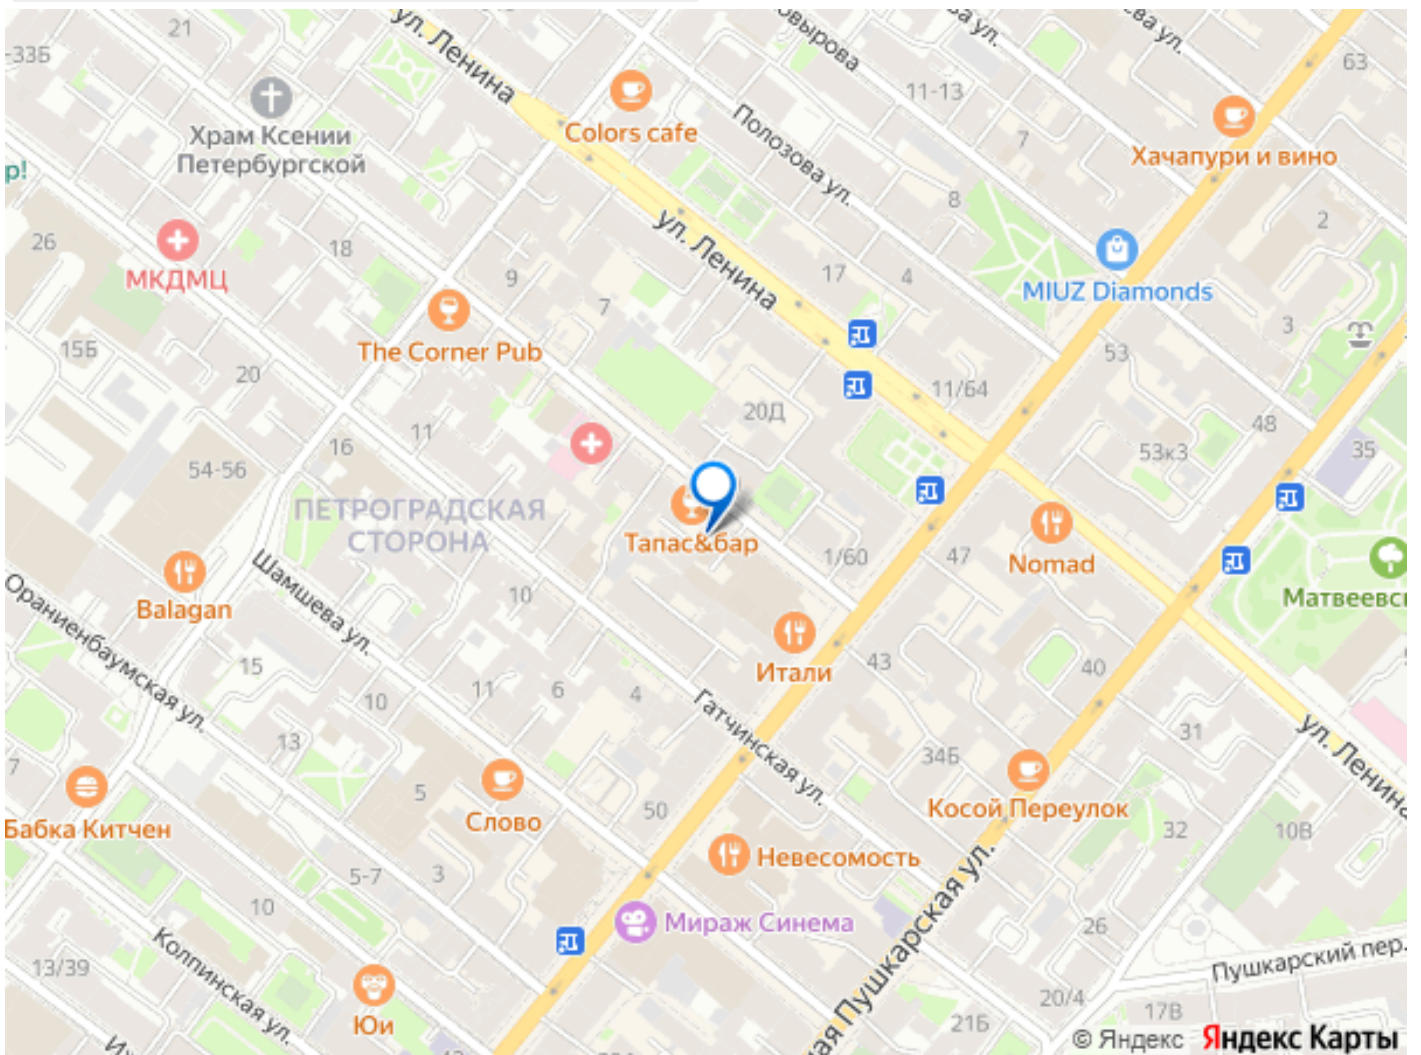 21
ул. Ленина
63
-33Б
11-13
Colors cafe
Храм Ксении
Петербургской
Полозова ул.
7
Хачапури и вино
р!
8
2
26
18
МКДМЦ
ул. Ленина
9
17
4
MIUZ Diamonds
7
3
15Б
The Corner Pub
53
20
11/64
20Д
11
16
48
53к3
35
54-56
ПЕТРОГРАДСКАЯ
СТОРОНА
Тапас&бар
1/60
47
Nomad
Шамшева ул.
Balagan
10
Матвеевс
Ораниенбаумская ул.
15
Итали
43
40
11
6
4
10
Гатчинская ул.
31
ул. Ленина
13
34Б
7
5
Слово
50
Косой Переулок
Бабка Китчен
32
10В
Невесомость
5-7
3
10
Мираж Синема
26
ная Пушкарская ул.
Колпинская ул.
13/39
Пушкарский пер.
20/4
17В
Юи
21Б
© Яндекс Яндекс Карты